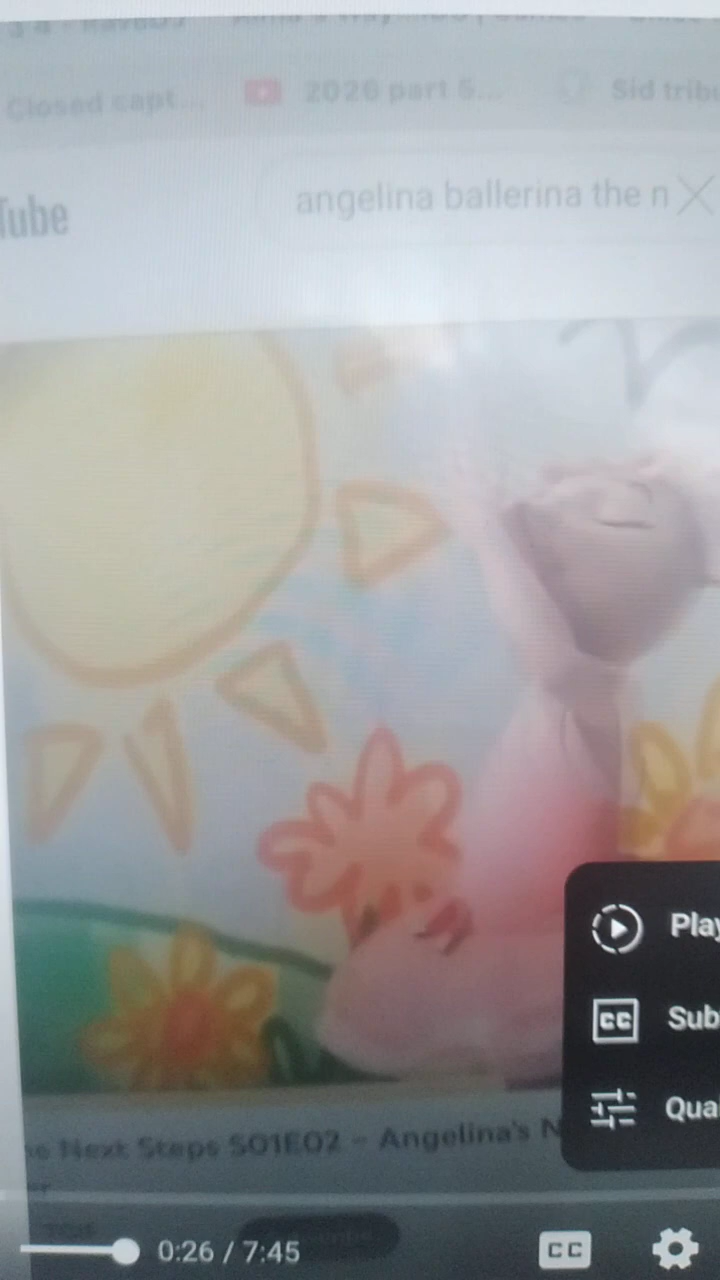 Closed capt... 2026 part 5... Sid tribu
Tube angelina ballerina the n
Play
Sub
Qua
Next Steps S01E02 - Angelina's N
0:26 / 7:45 CC